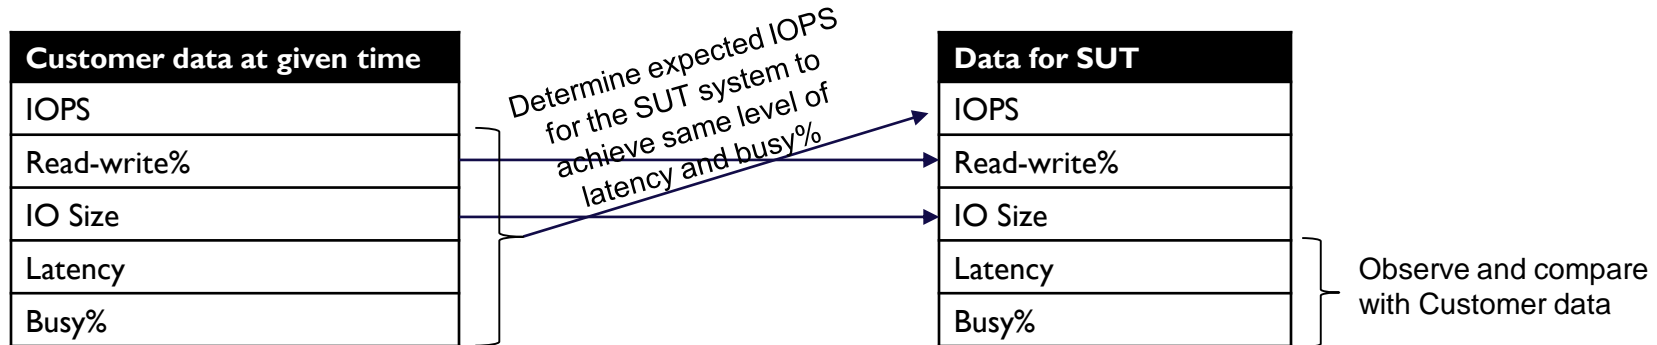 Customer data at given time
IOPS
Read-write%
IO Size
Latency
Busy%
Determine expected IOPS
for the SUT system to
achieve same level of
latency and busy%
Data for SUT
IOPS
Read-write%
IO Size
Latency
Busy%
Observe and compare
with Customer data